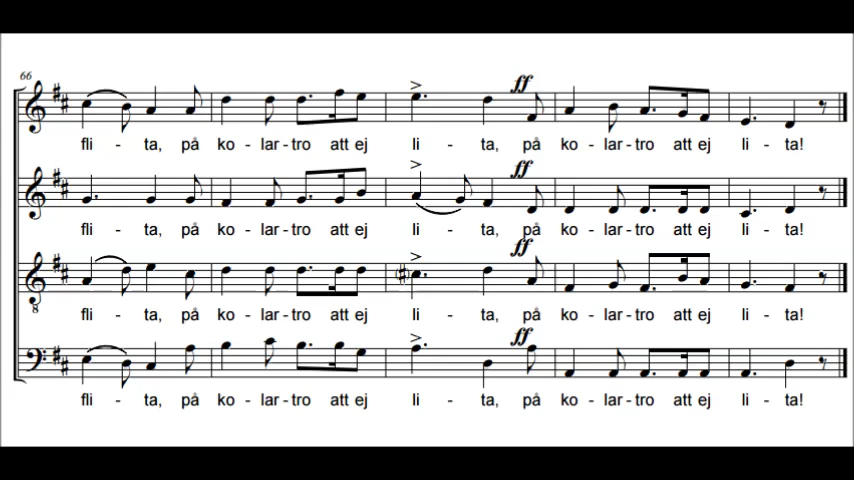 66
ff
fli - ta, på ko - lar - tro att ej li - ta, på ko - lar - tro att ej li - ta!
ff
fli - ta, på ko - lar - tro att ej li - ta, på ko - lar - tro att ej li - ta!
ff
8
fli - ta, på ko - lar - tro att ej li - ta, på ko - lar - tro att ej li - ta!
ff
fli - ta, på ko - lar - tro att ej li - ta, på ko - lar - tro att ej li - ta!